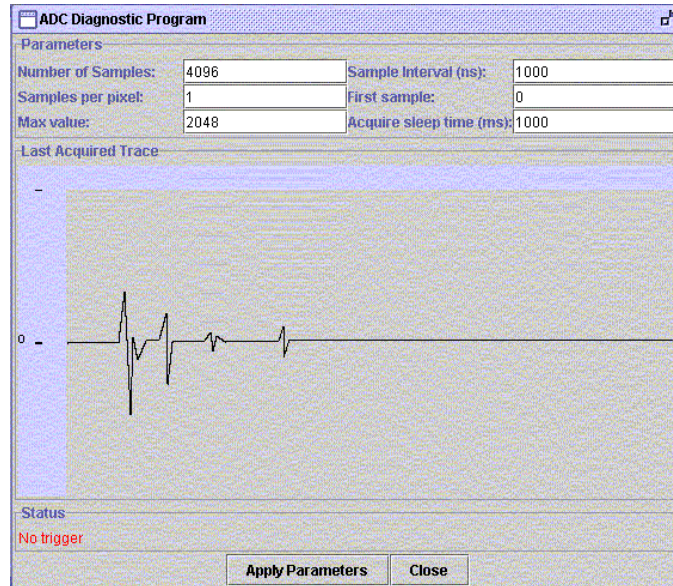 ADC Diagnostic Program
Parameters
Number of Samples: 4096 Sample Interval (ns): 1000
Samples per pixel: 1 First sample: 0
Max value: 2048 Acquire sleep time (ms): 1000
Last Acquired Trace
0
Status
No trigger
Apply Parameters Close